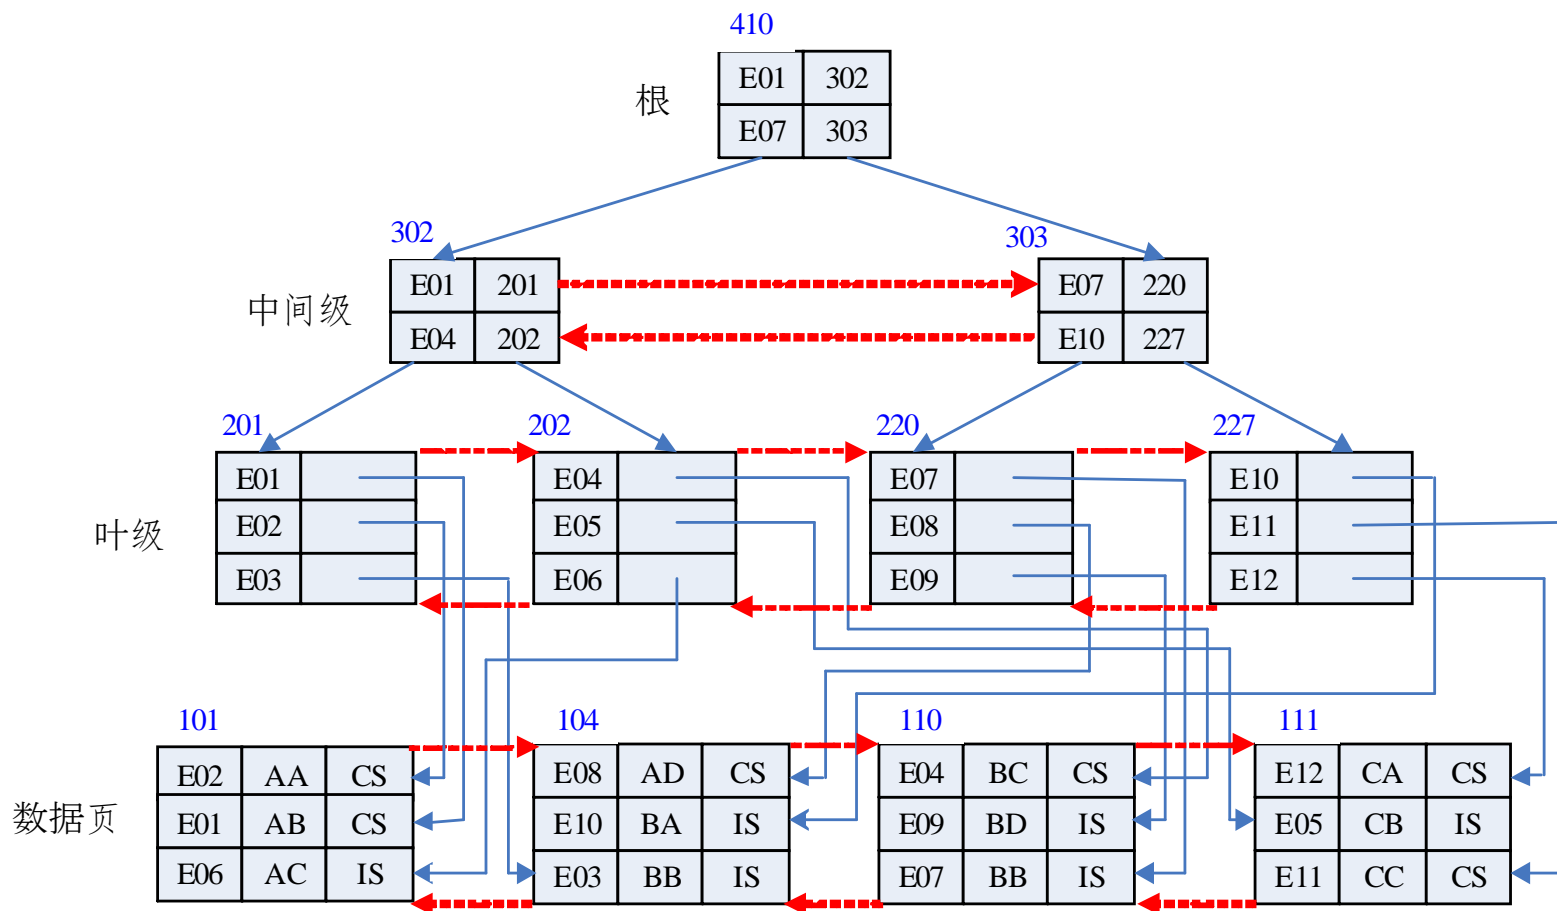 410
E01 302
根
E07 303
302 303
E01 201 E07 220
中间级
E04 202 E10 227
201 202 220 227
E01 E04 E07 E10
叶级
E02 E05 E08 E11
E03 E06 E09 E12
101 104 110 111
E02 AA CS E08 AD CS E04 BC CS E12 CA CS
数据页
E01 AB CS E10 BA IS E09 BD IS E05 CB IS
E06 AC IS E03 BB IS E07 BB IS E11 CC CS